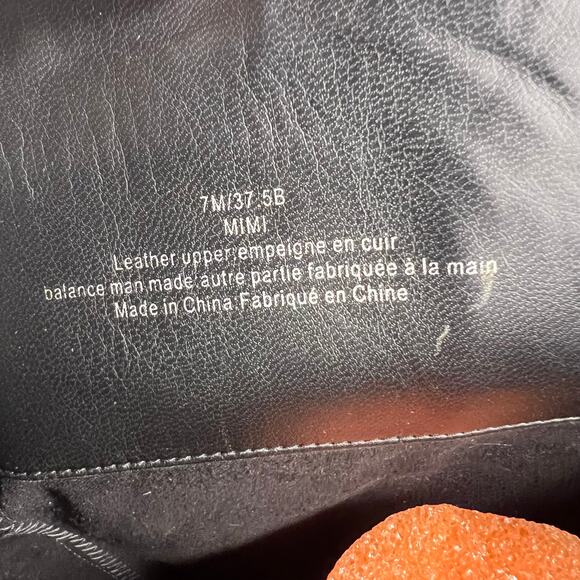 7M/37.5B
MIMI
Leather upper/empeigne en cuir
balance man made/autre partie fabriquée à la main
Made in China/Fabriqué en Chine